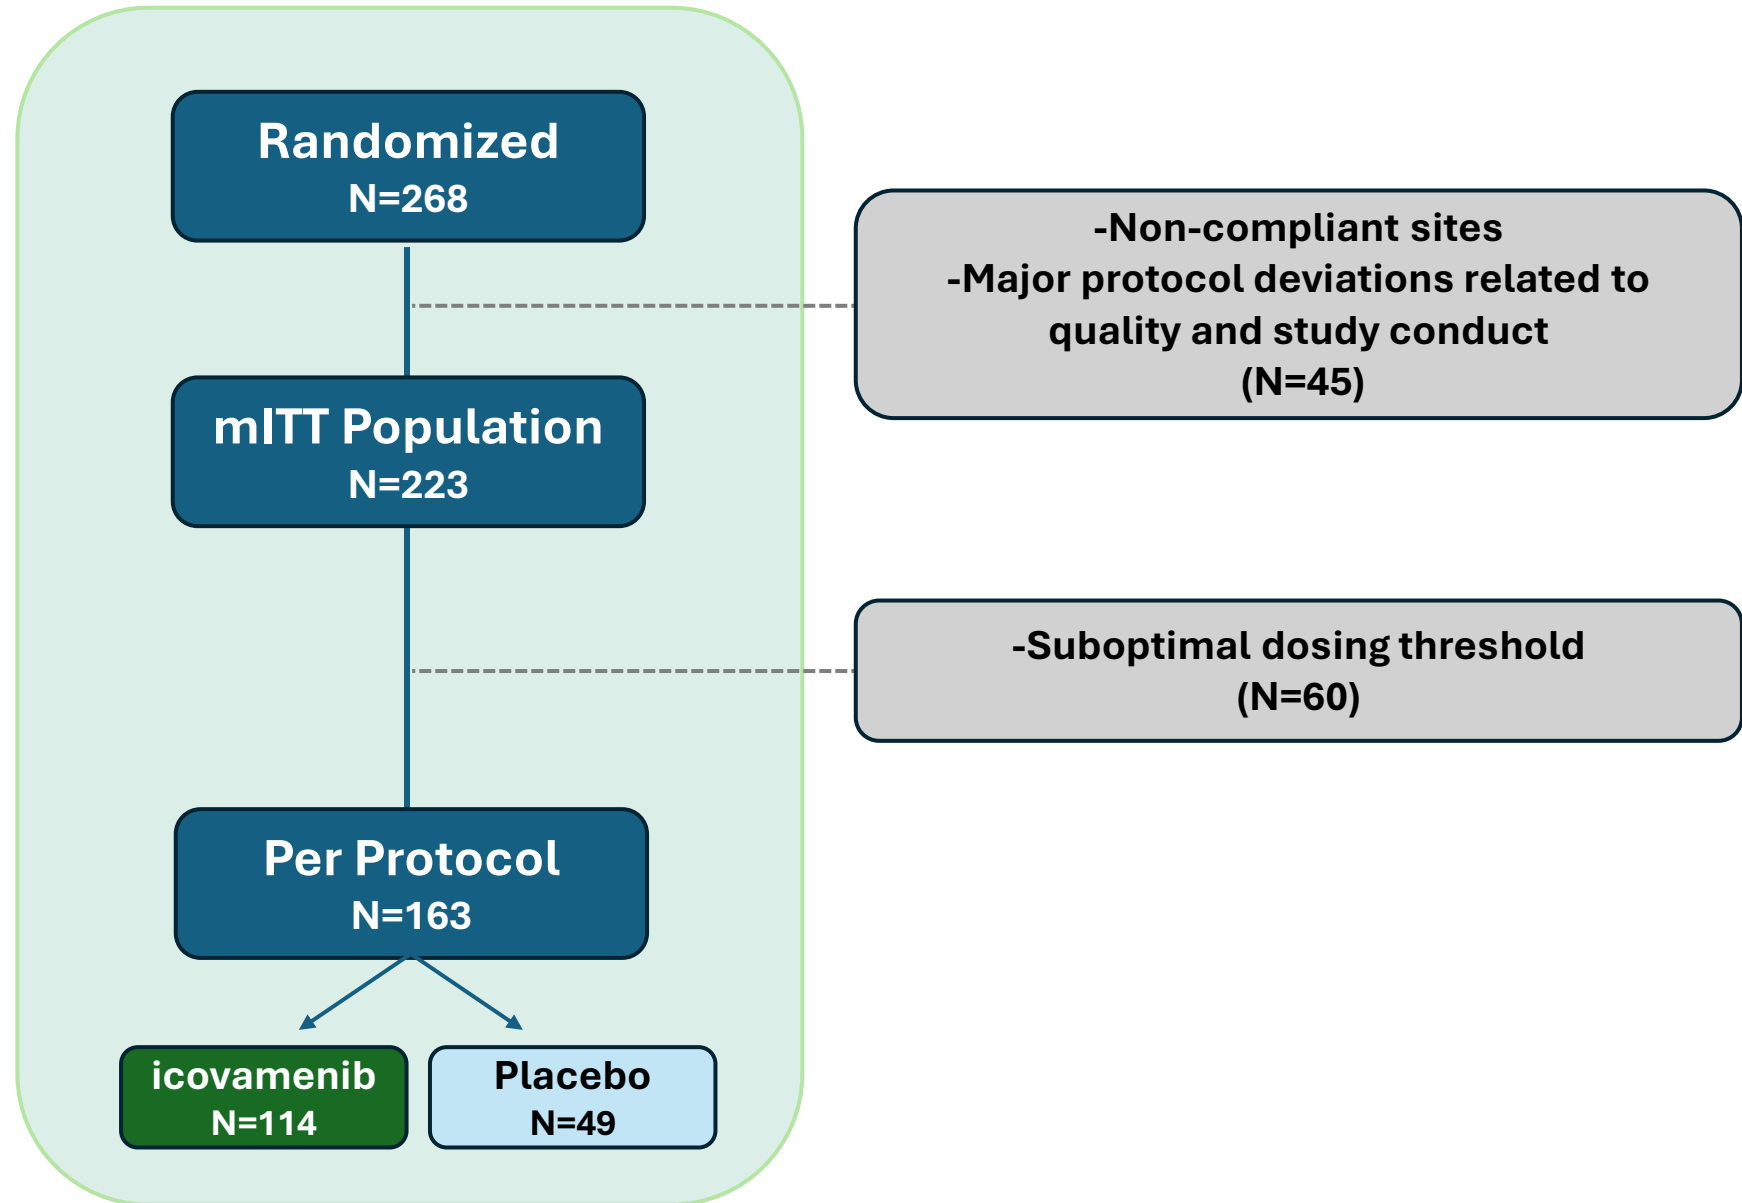 Randomized
N=268
-Non-compliant sites
-Major protocol deviations related to
quality and study conduct
(N=45)
mITT Population
N=223
-Suboptimal dosing threshold
(N=60)
Per Protocol
N=163
icovamenib
N=114
Placebo
N=49